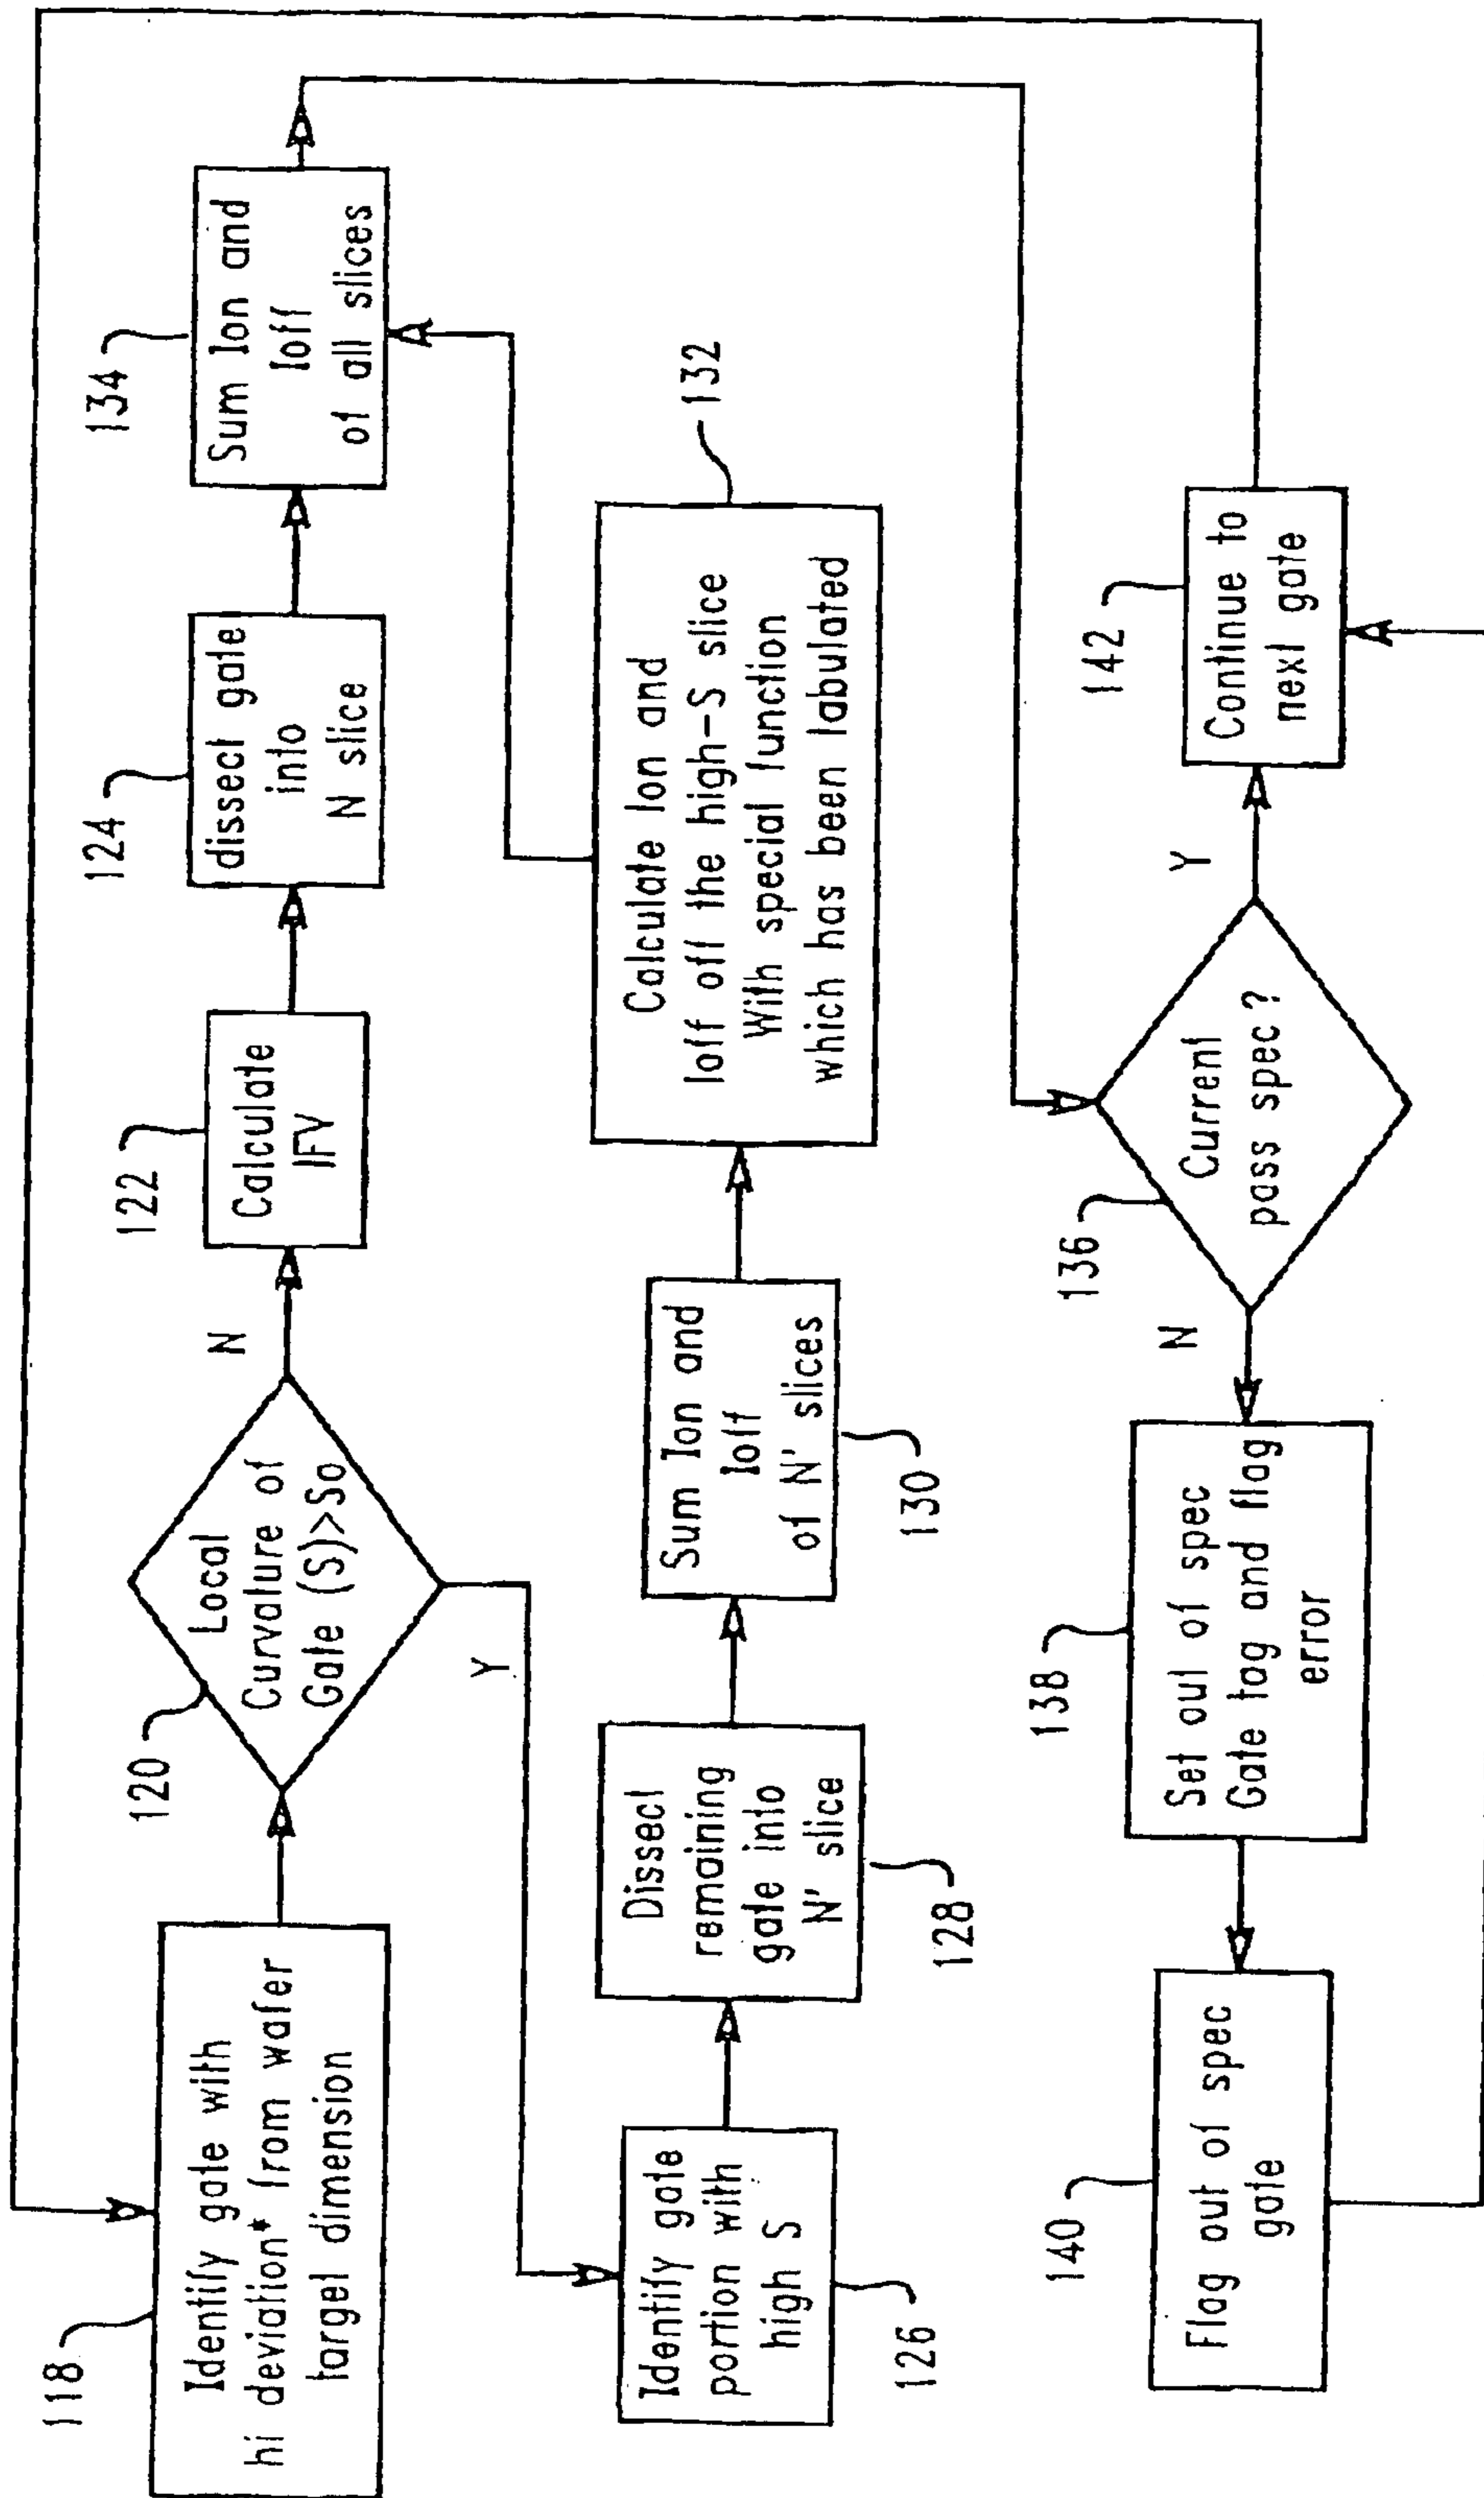 118
Identify gate with
hi deviation* from wafer
target dimension
120
Local
Curvature of
Gate (S)>So
N
Y
122
Calculate
IFV
124
dissect gate
into
N slice
134
Sum Ion and
Ioff
of all slices
126
Identify gate
portion with
high S
128
Dissect
remaining
gate into
N' slice
130
Sum Ion and
Ioff
of N' slices
132
Calculate Ion and
Ioff off the high-S slice
With special function
which has been tabulated
136
Current
pass spec?
N
Y
138
Set out of spec
Gate tag and flag
error
140
Flag out of spec
gate
142
Continue to
next gate